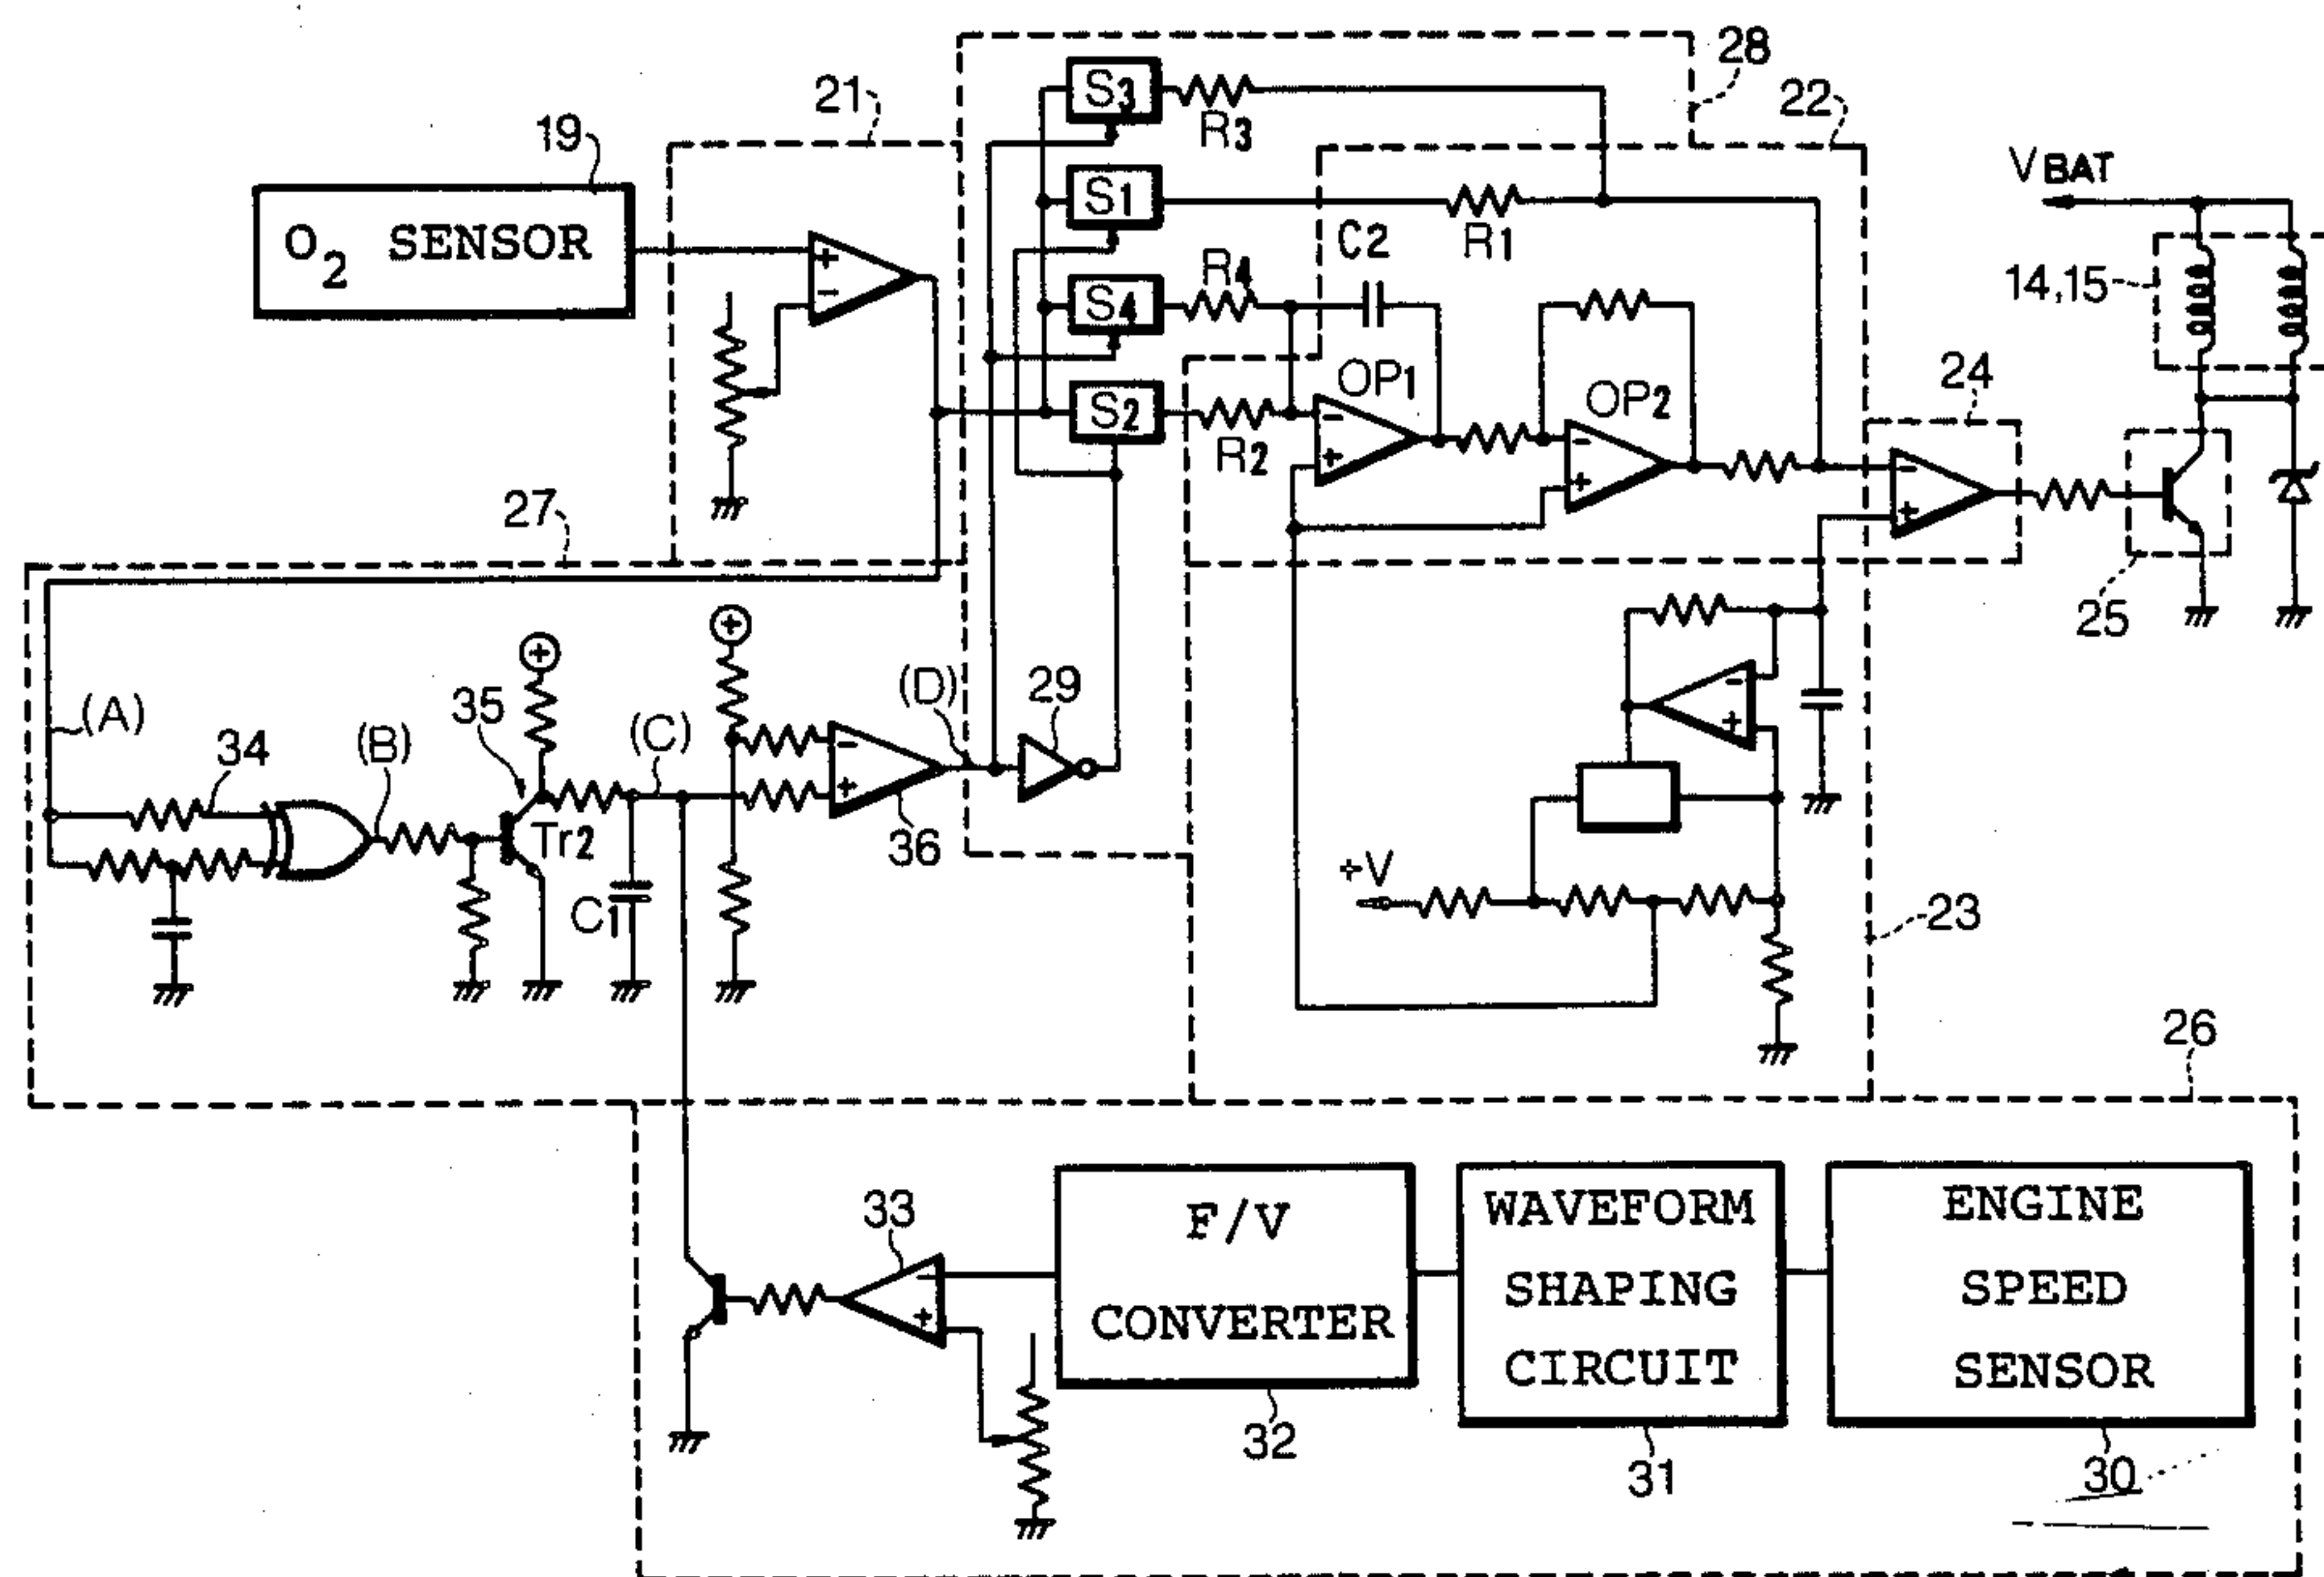 28
21
22
S3
R3
19
S1
R1
VBAT
O2 SENSOR
C2
R4
S4
14,15
OP1
OP2
24
S2
R2
27
25
(A)
35
(C)
(D)
29
34
(B)
Tr2
36
+V
C1
23
26
33
F/V
CONVERTER
WAVEFORM
SHAPING
CIRCUIT
ENGINE
SPEED
SENSOR
32
31
30